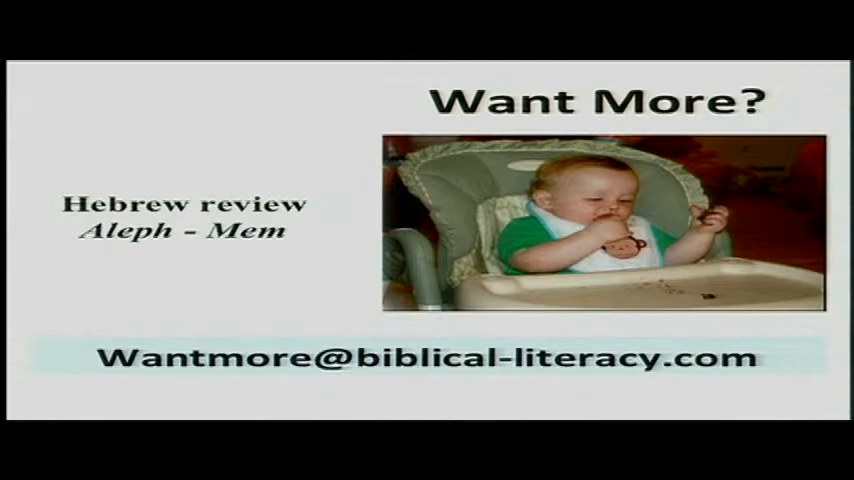 Want More?
Hebrew review
Aleph - Mem
Wantmore@biblical-literacy.com